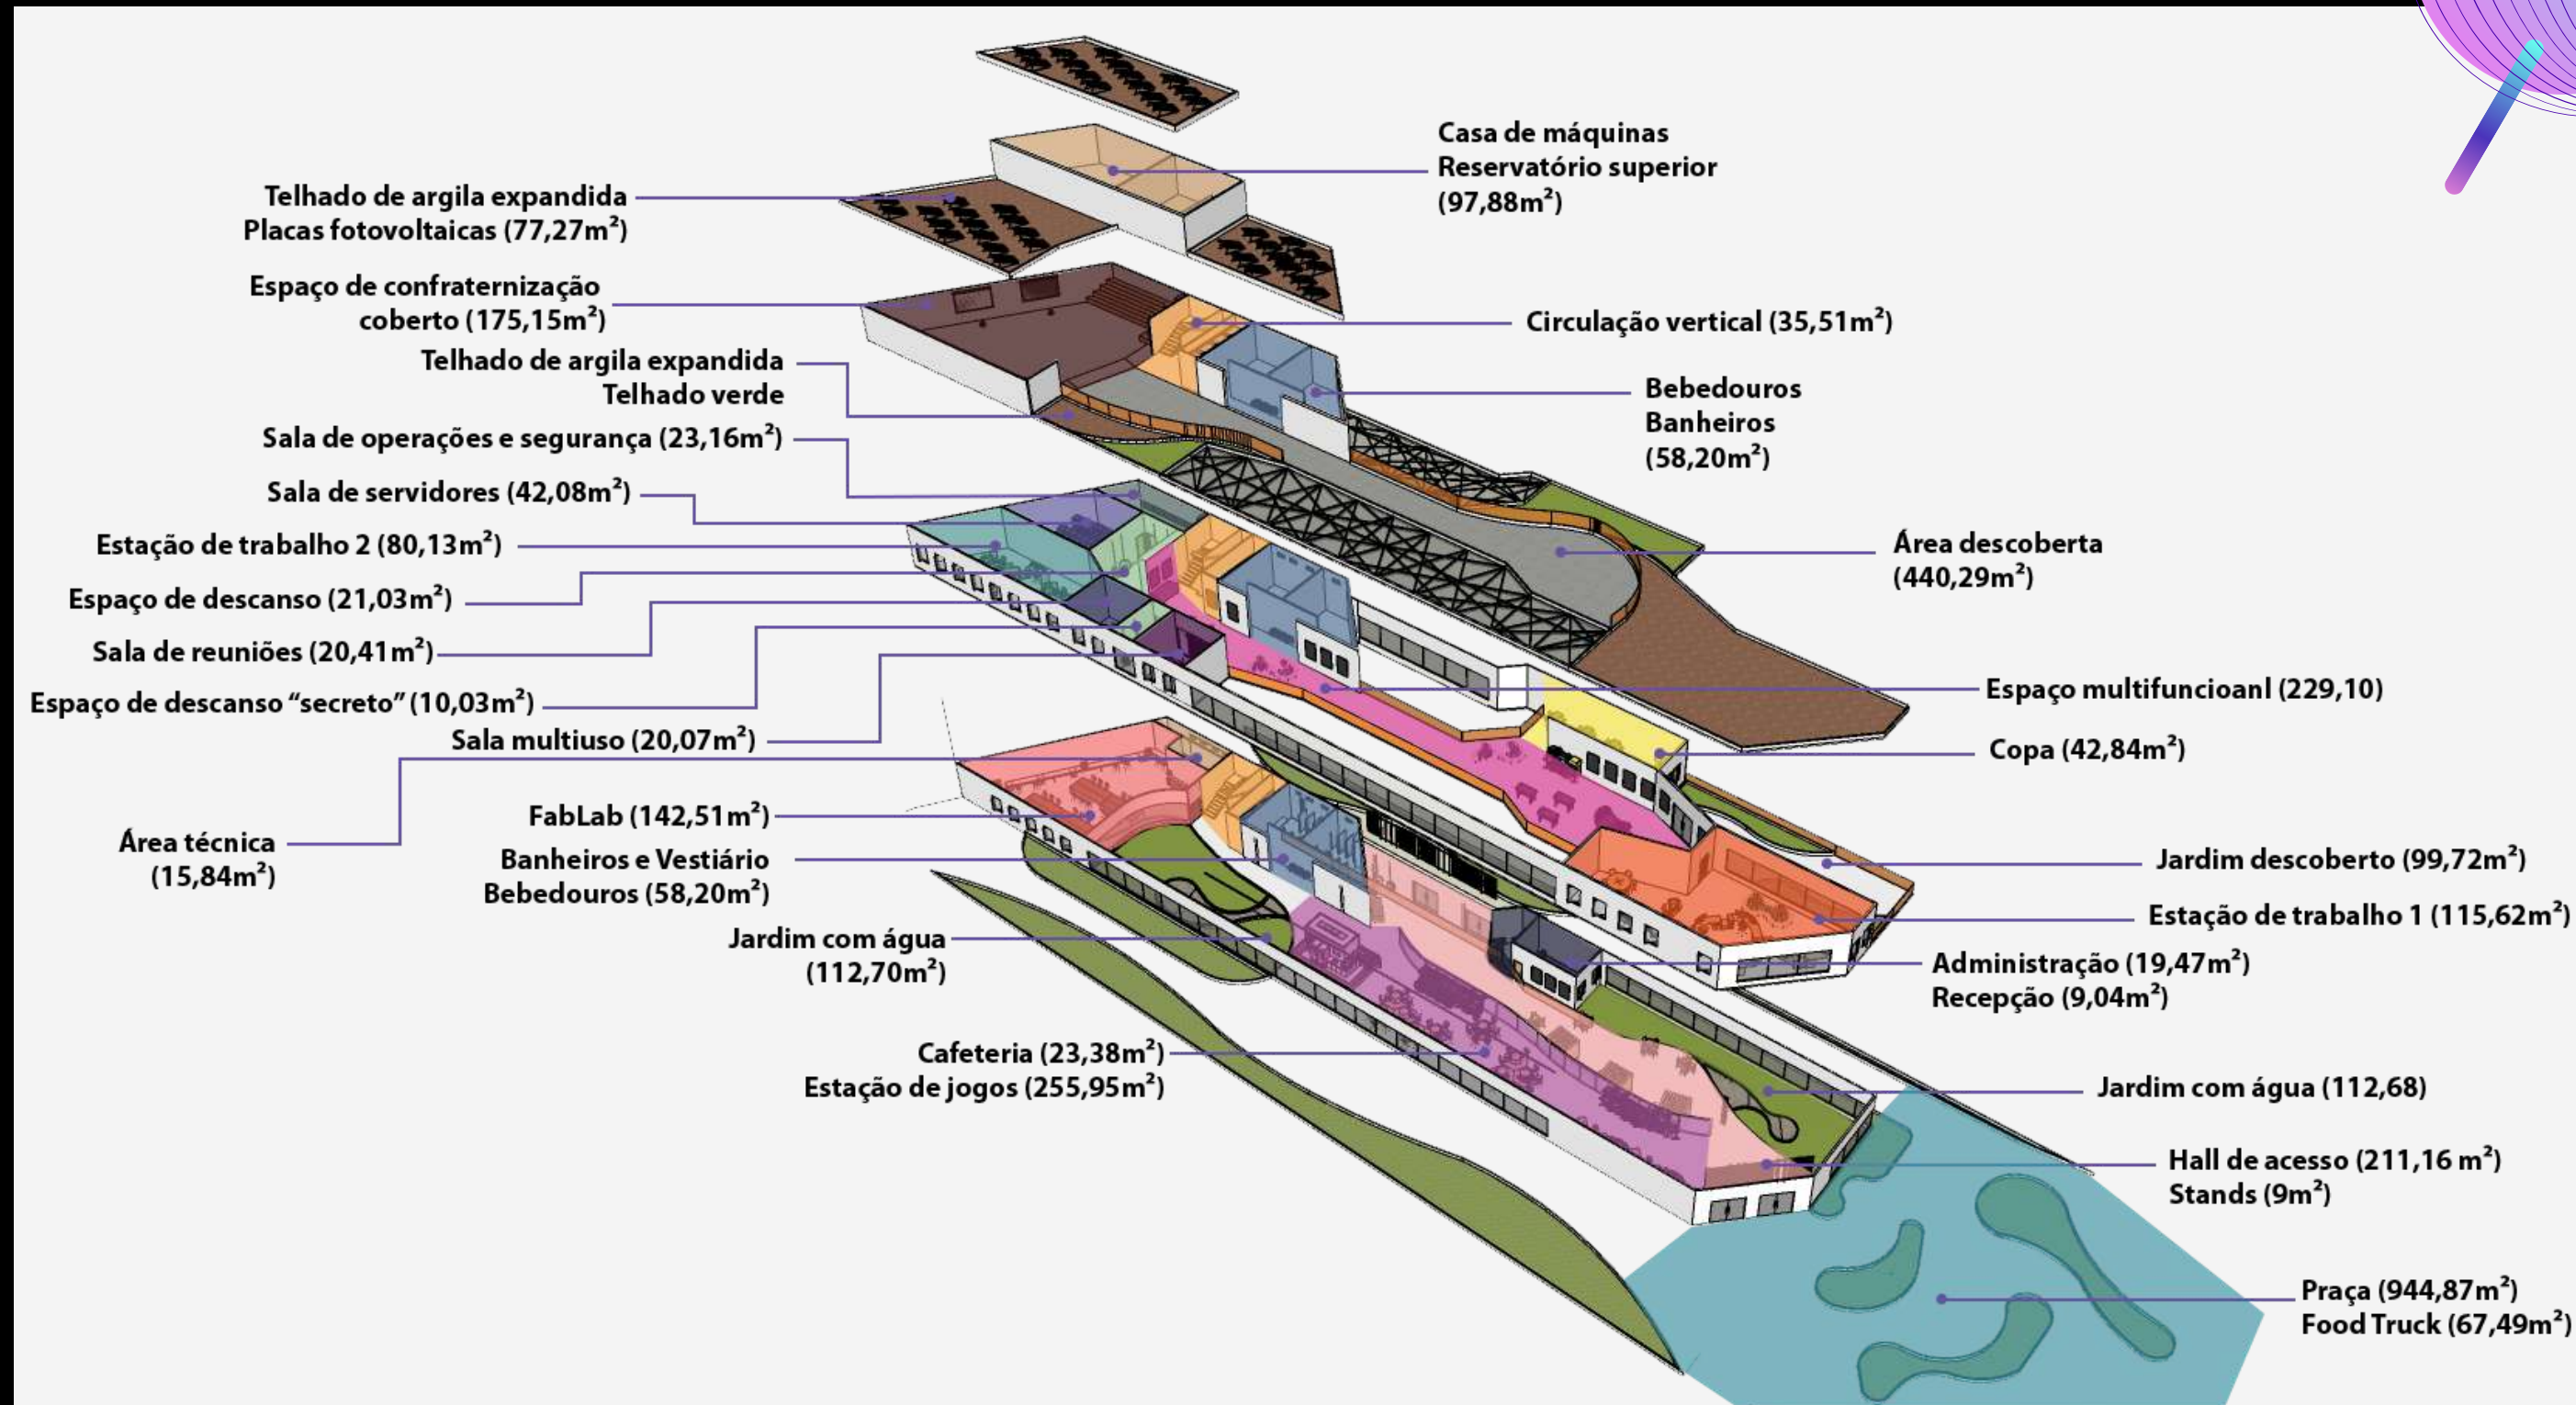 Casa de máquinas
Reservatório superior
(97,88m²)
Telhado de argila expandida
Placas fotovoltaicas (77,27m²)
Espaço de confraternização
coberto (175,15m²)
Circulação vertical (35,51m²)
Telhado de argila expandida
Telhado verde
Bebedouros
Banheiros
(58,20m²)
Sala de operações e segurança (23,16m²)
Sala de servidores (42,08m²)
Estação de trabalho 2 (80,13m²)
Área descoberta
(440,29m²)
Espaço de descanso (21,03m²)
Sala de reuniões (20,41m²)
Espaço de descanso “secreto” (10,03m²)
Espaço multifuncioanl (229,10)
Sala multiuso (20,07m²)
Copa (42,84m²)
FabLab (142,51m²)
Área técnica
(15,84m²)
Banheiros e Vestiário
Bebedouros (58,20m²)
Jardim descoberto (99,72m²)
Estação de trabalho 1 (115,62m²)
Jardim com água
(112,70m²)
Administração (19,47m²)
Recepção (9,04m²)
Cafeteria (23,38m²)
Estação de jogos (255,95m²)
Jardim com água (112,68)
Hall de acesso (211,16 m²)
Stands (9m²)
Praça (944,87m²)
Food Truck (67,49m²)